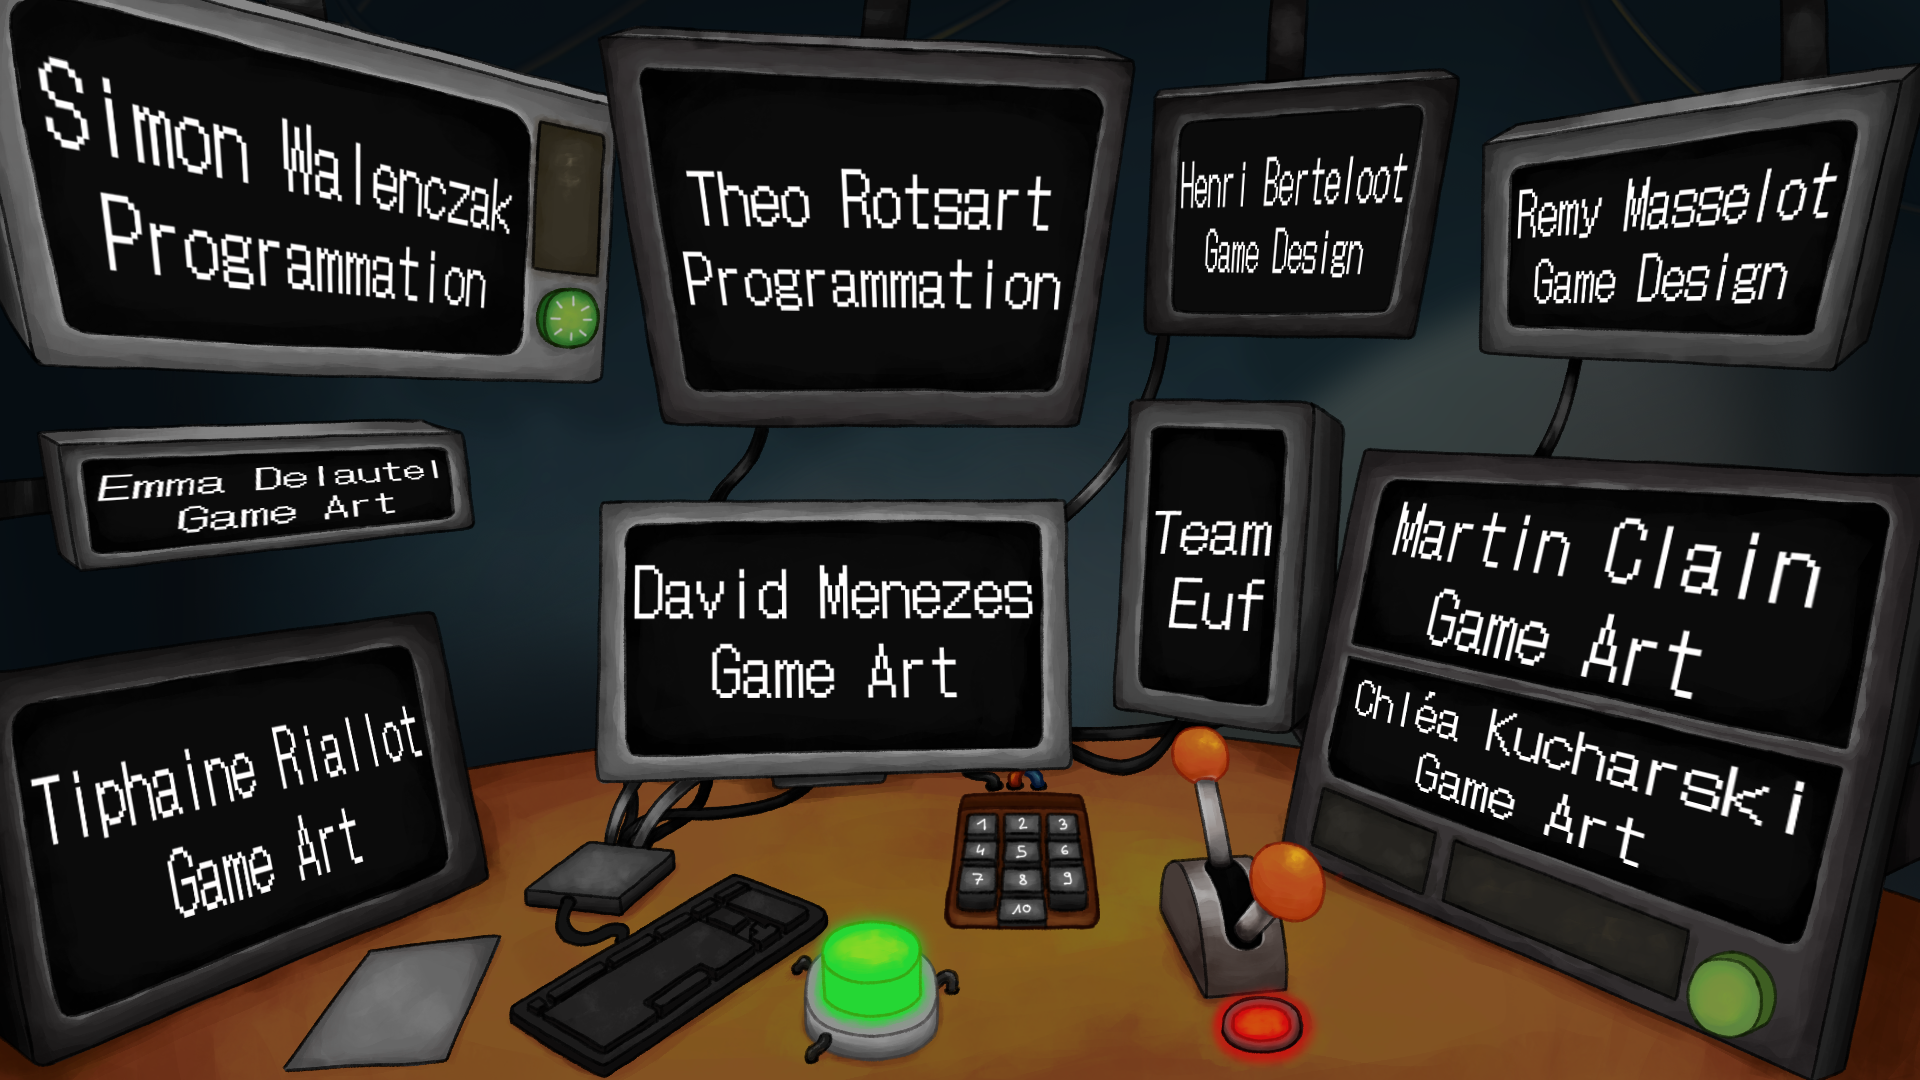 Simon Walenczak
Programmation
Theo Rotsart
Programmation
Henri Berteloot
Game Design
Remy Masselot
Game Design
Emma Delautel
Game Art
David Menezes
Game Art
Team
Euf
Martin Clain
Game Art
Chléa Kucharski
Game Art
Tiphaine Riallot
Game Art
1 2 3
4 5 6
7 8 9
10